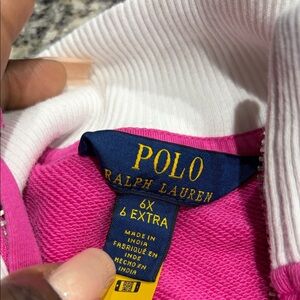 POLO
RALPH LAUREN
6X
6 EXTRA
MADE IN
INDIA
FABRIQUÉ EN
INDE
HECHO EN
INDIA